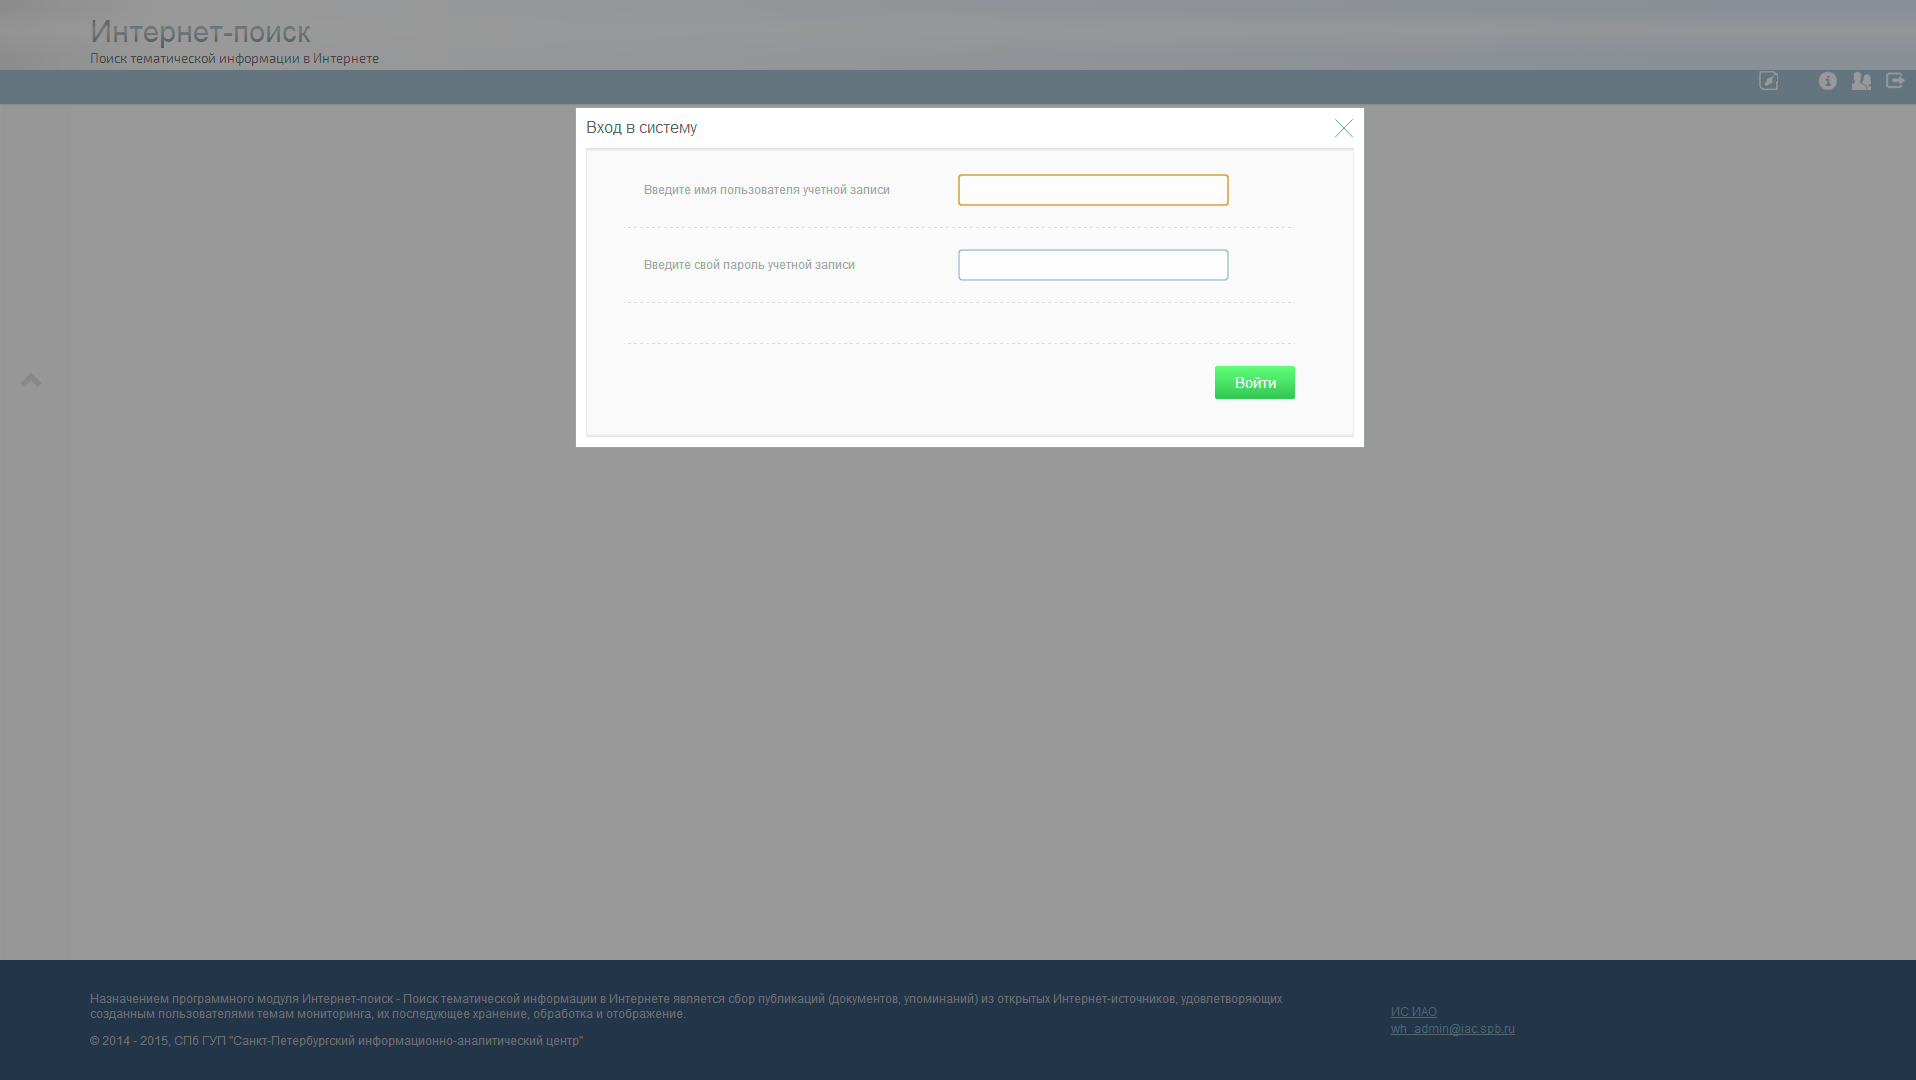 Интернет-поиск
Поиск тематической информации в Интернете
Вход в систему
Введите имя пользователя учетной записи
Введите свой пароль учетной записи
Войти
Назначением программного модуля Интернет-поиск - Поиск тематической информации в Интернете является сбор публикаций (документов, упоминаний) из открытых Интернет-источников, удовлетворяющих
созданным пользователями темам мониторинга, их последующее хранение, обработка и отображение.
© 2014 - 2015, СПб ГУП "Санкт-Петербургский информационно-аналитический центр"
ИС ИАО
wh_admin@iac.spb.ru